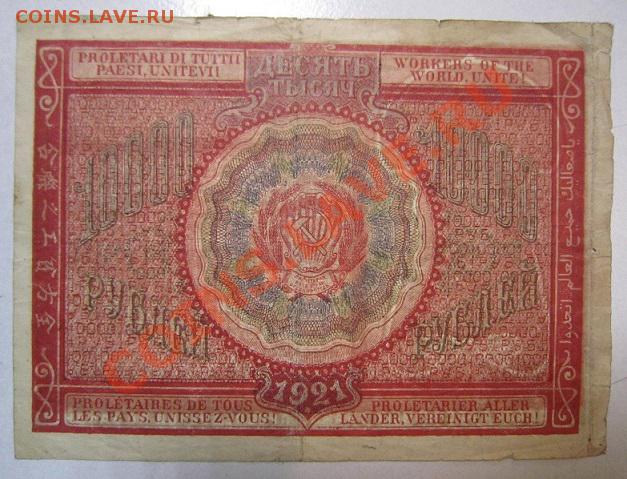 COINS.LAVE.RU
PROLETARI DI TUTTI I
PAESI, UNITEVI!
ДЕСЯТЬ
ТЫСЯЧ
WORKERS OF THE
WORLD, UNITE!
10000
10000
РУБЛЕЙ
РУБЛЕЙ
1921
PROLÉTAIRES DE TOUS
LES PAYS, UNISSEZ-VOUS!
PROLETARIER ALLER
LÄNDER, VEREINIGT EUCH!
COINS.LAVE.RU